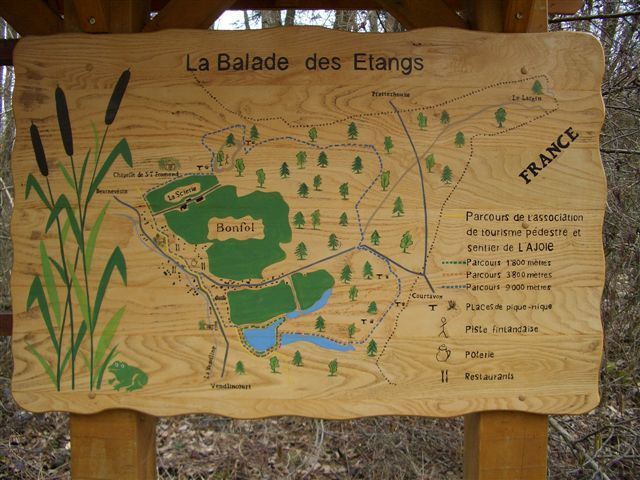 La Balade des Etangs
Pfetterhouse
Le Largin
FRANCE
Chapelle de St Fromond
Beurnevésin
La Scierie
Bonfol
Parcours de l'association
de tourisme pédestre et
sentier de L'AJOIE
Parcours 1'800 mètres
Parcours 3'800 mètres
Parcours 9'000 mètres
Courtavon
Places de pique-nique
Piste finlandaise
Poterie
Restaurants
Vendlincourt